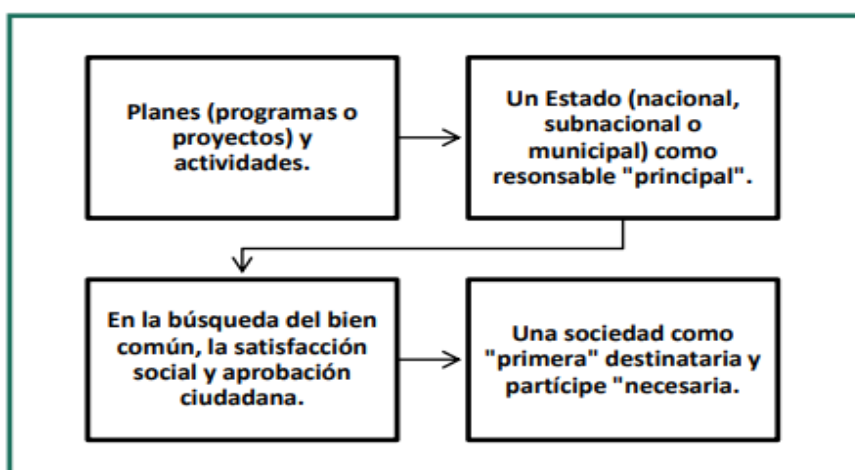 Planes (programas o
proyectos) y
actividades.
Un Estado (nacional,
subnacional o
municipal) como
resonsable "principal".
En la búsqueda del bien
común, la satisfacción
social y aprobación
ciudadana.
Una sociedad como
"primera" destinataria y
partícipe "necesaria.